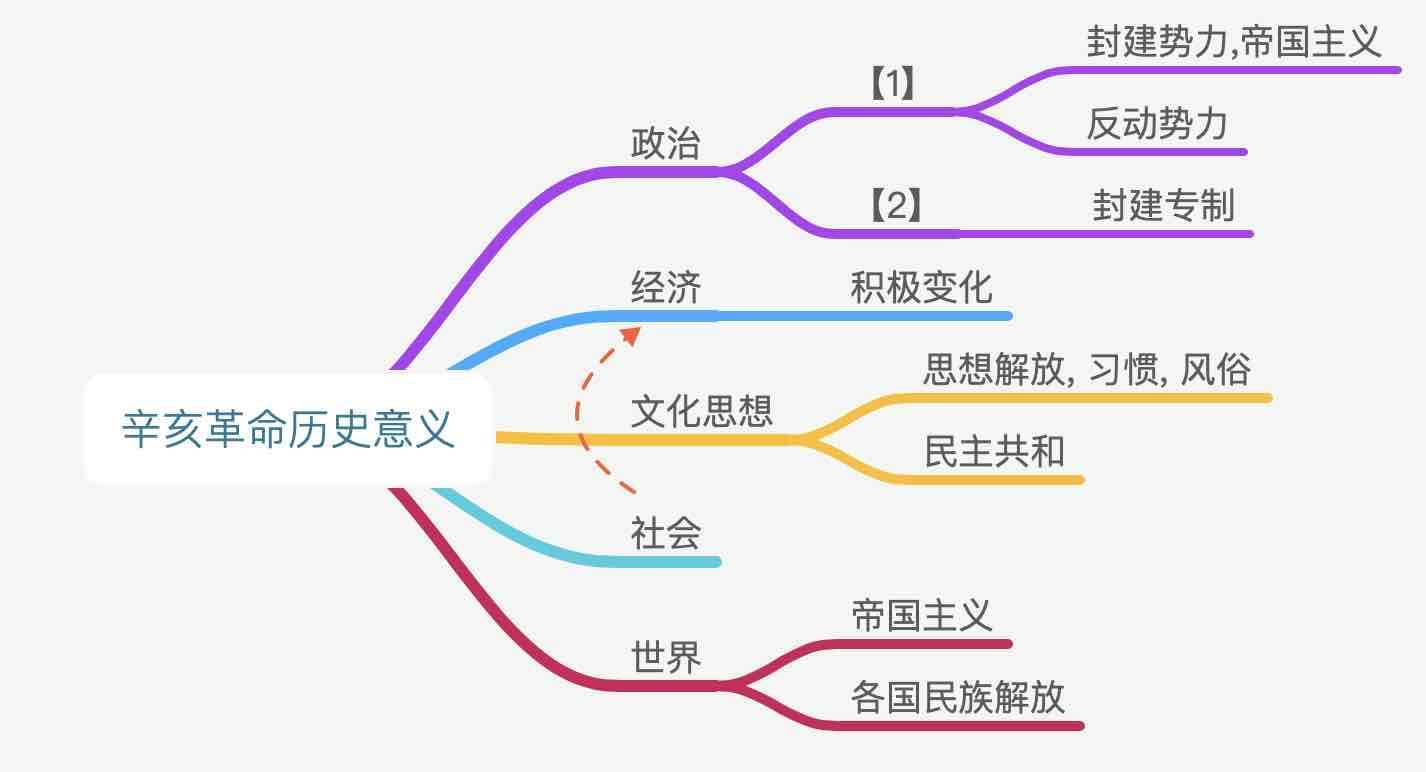 封建势力,帝国主义
【1】
反动势力
政治
【2】
封建专制
经济
积极变化
思想解放, 习惯, 风俗
文化思想
辛亥革命历史意义
民主共和
社会
帝国主义
世界
各国民族解放